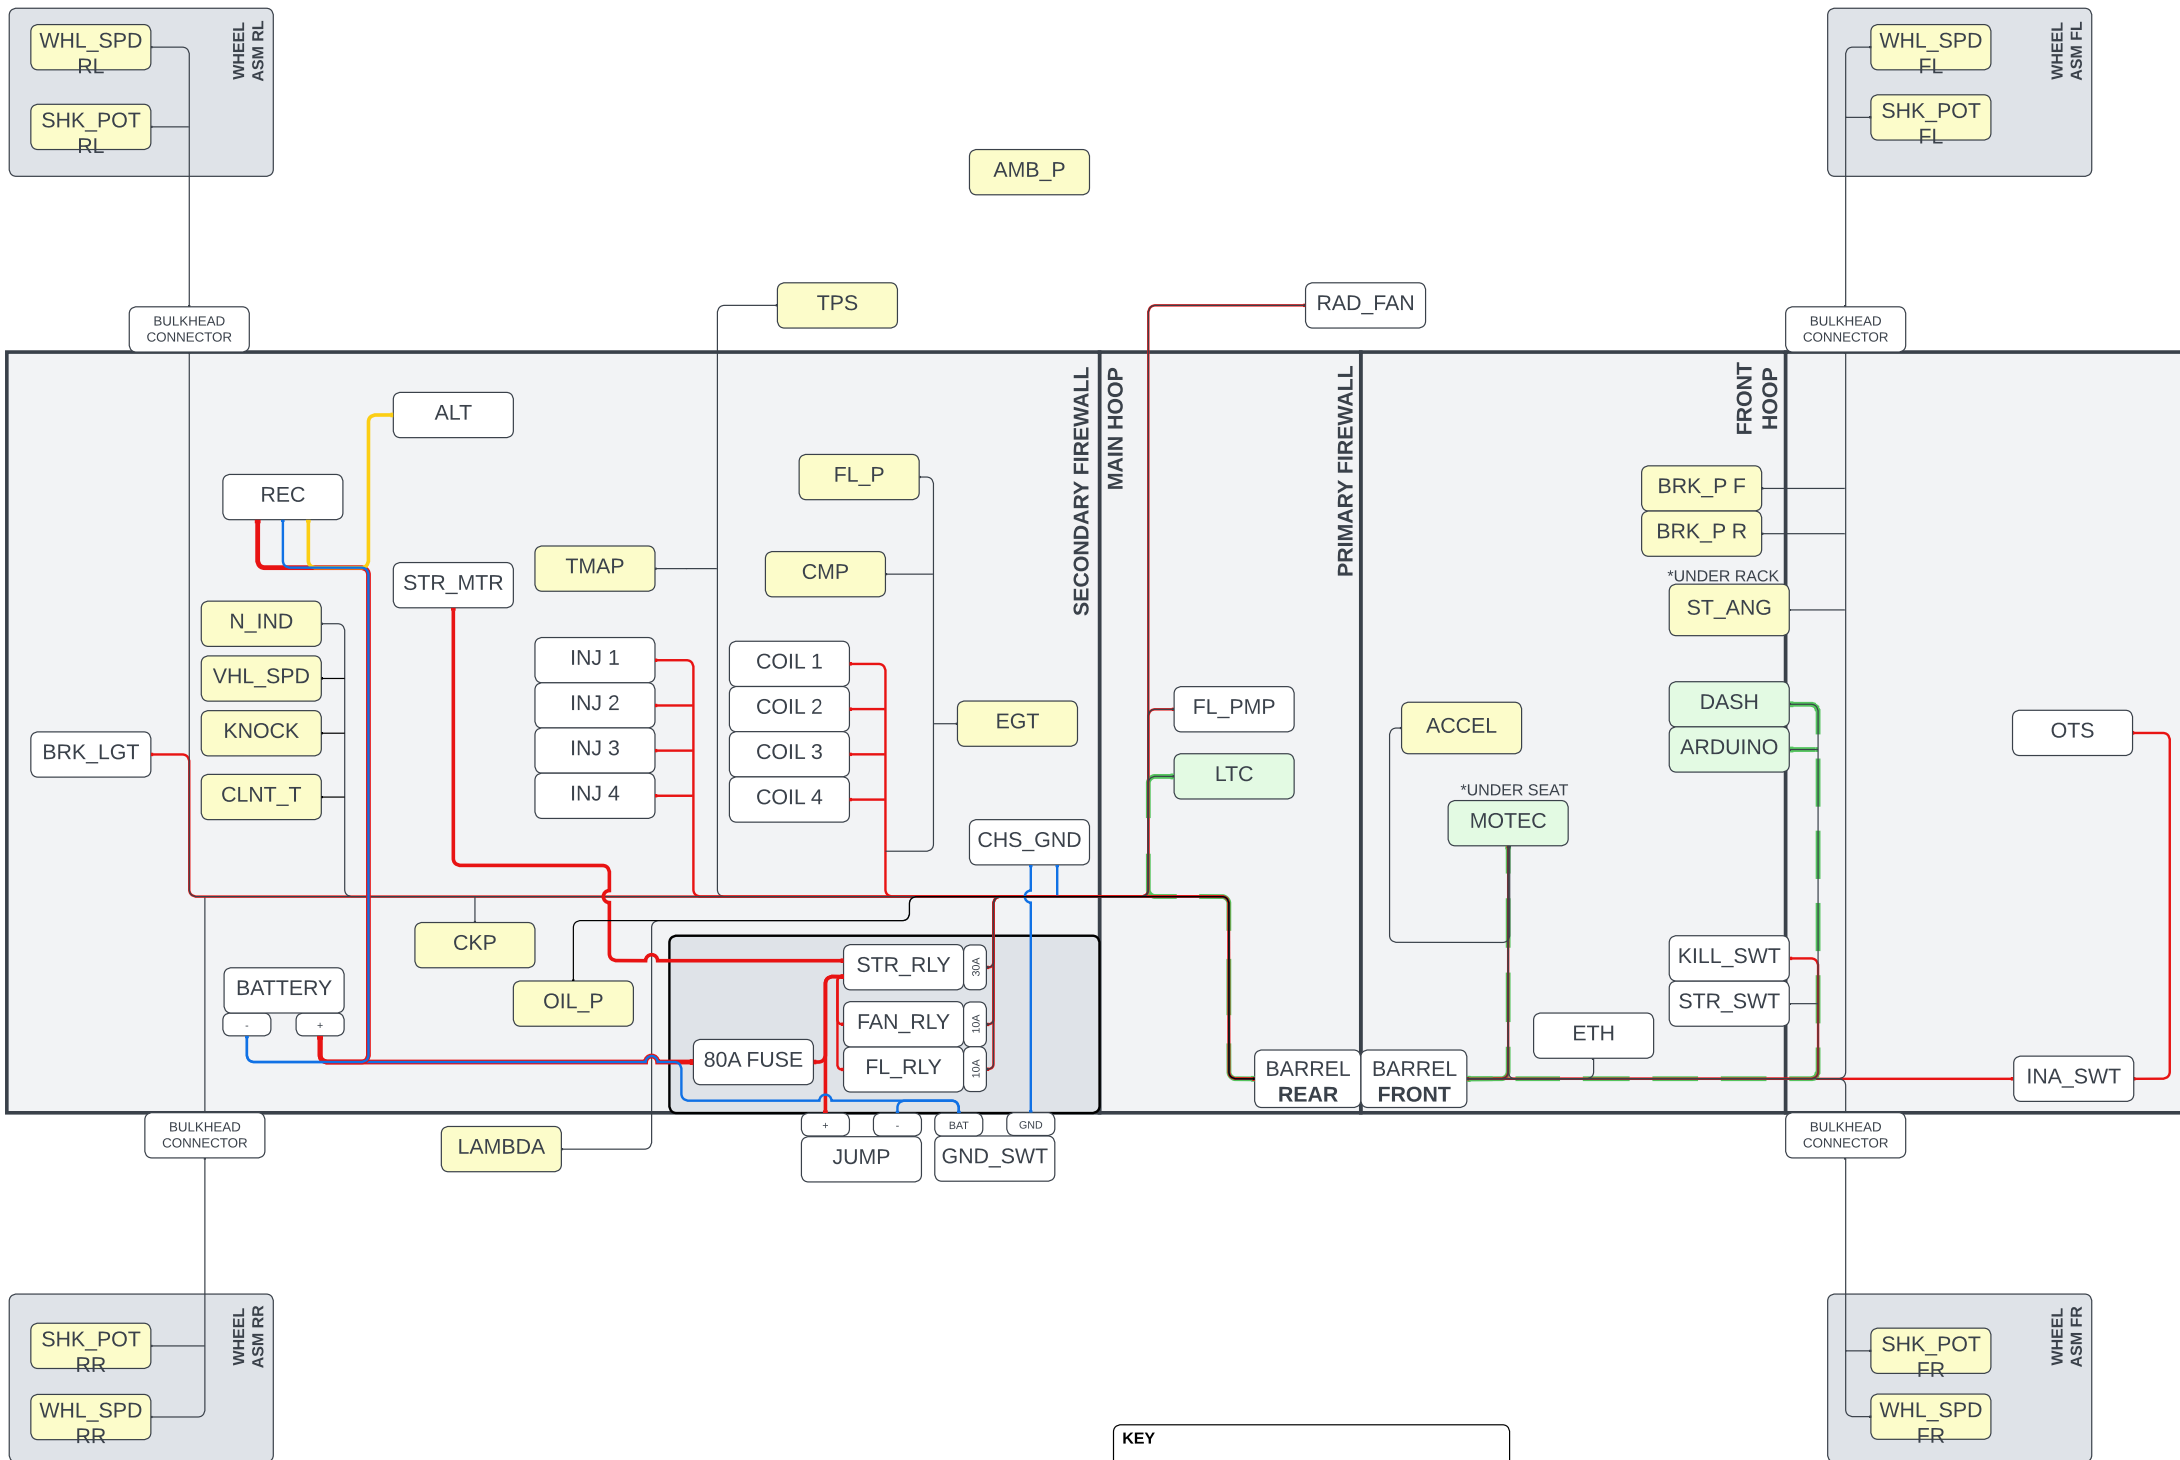 WHL_SPD
RL
SHK_POT
RL
WHEEL
ASM RL
WHL_SPD
FL
SHK_POT
FL
WHEEL
ASM FL
AMB_P
TPS
RAD_FAN
BULKHEAD
CONNECTOR
BULKHEAD
CONNECTOR
SECONDARY FIREWALL
MAIN HOOP
PRIMARY FIREWALL
FRONT
HOOP
ALT
REC
FL_P
BRK_P F
BRK_P R
STR_MTR
TMAP
CMP
*UNDER RACK
ST_ANG
N_IND
VHL_SPD
KNOCK
CLNT_T
BRK_LGT
INJ 1
INJ 2
INJ 3
INJ 4
COIL 1
COIL 2
COIL 3
COIL 4
EGT
FL_PMP
LTC
ACCEL
DASH
ARDUINO
OTS
*UNDER SEAT
MOTEC
CHS_GND
CKP
OIL_P
BATTERY
-
+
STR_RLY
30A
FAN_RLY
10A
FL_RLY
10A
80A FUSE
KILL_SWT
STR_SWT
ETH
BARREL
REAR
BARREL
FRONT
INA_SWT
BULKHEAD
CONNECTOR
LAMBDA
+
-
JUMP
BAT
GND
GND_SWT
BULKHEAD
CONNECTOR
SHK_POT
RR
WHL_SPD
RR
WHEEL
ASM RR
SHK_POT
FR
WHL_SPD
FR
WHEEL
ASM FR
KEY